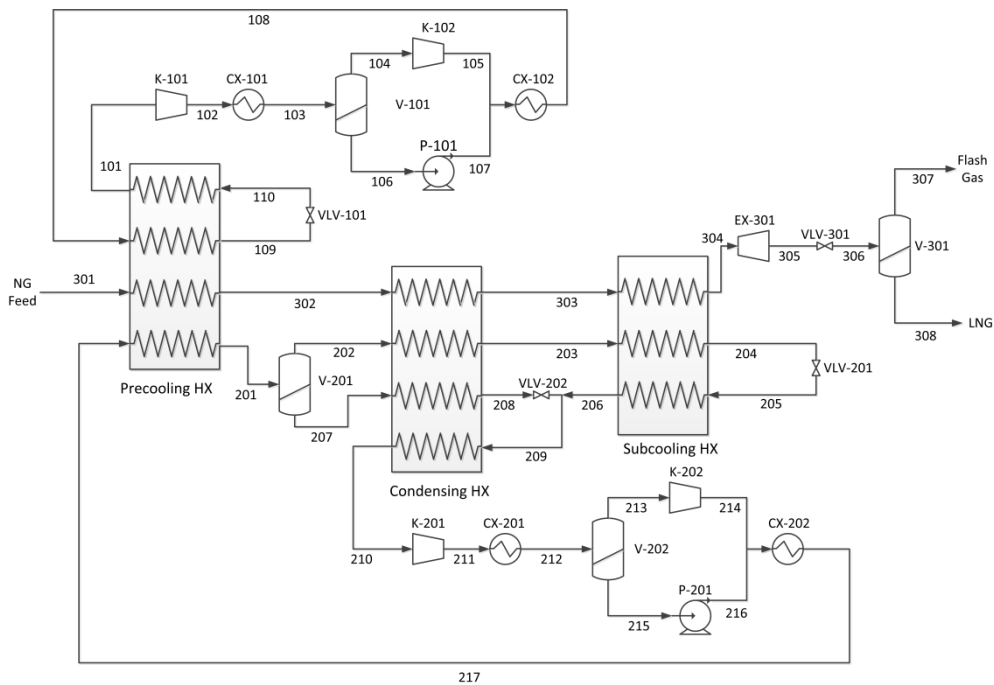 108
K-102
104
105
K-101
CX-101
CX-102
102
103
V-101
P-101
106
107
101
110
VLV-101
109
307
Flash
Gas
EX-301
304
VLV-301
305
306
V-301
NG
Feed
301
302
303
308
LNG
202
203
204
V-201
201
VLV-201
Precooling HX
VLV-202
208
206
205
207
209
Subcooling HX
Condensing HX
K-202
213
214
K-201
CX-201
CX-202
210
211
212
V-202
P-201
215
216
217